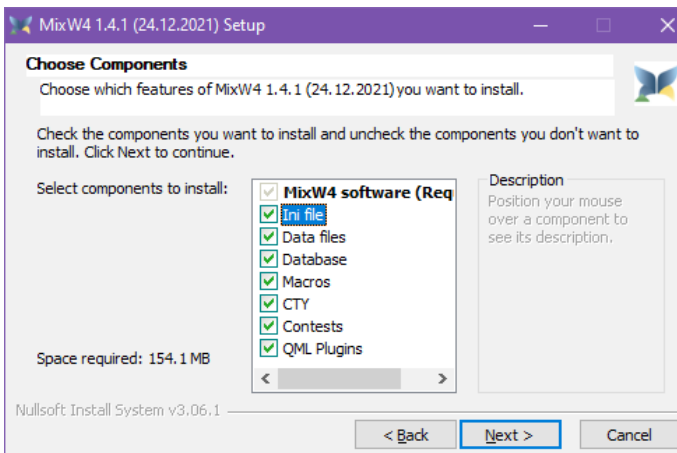 MixW4 1.4.1 (24.12.2021) Setup
Choose Components
Choose which features of MixW4 1.4.1 (24.12.2021) you want to install.
Check the components you want to install and uncheck the components you don't want to
install. Click Next to continue.
Select components to install:
MixW4 software (Req
Ini file
Data files
Database
Macros
CTY
Contests
QML Plugins
Description
Position your mouse
over a component to
see its description.
Space required: 154.1 MB
Nullsoft Install System v3.06.1
< Back
Next >
Cancel